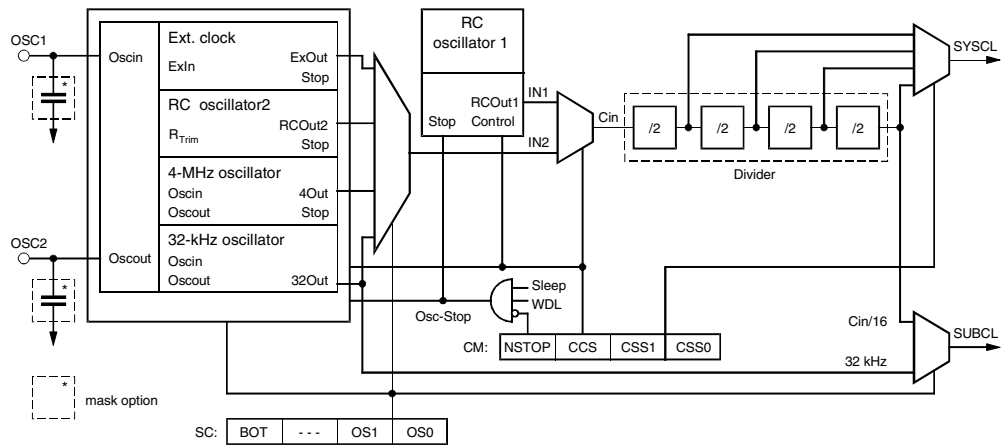 OSC1
Oscin
Ext. clock
ExIn
ExOut
Stop
*
RC oscillator2
RTrim
RCOut2
Stop
4-MHz oscillator
Oscin
Oscout
4Out
Stop
OSC2
Oscout
32-kHz oscillator
Oscin
Oscout
32Out
*
RC
oscillator 1
RCOut1
Stop
Control
IN1
IN2
Cin
/2
/2
/2
/2
Divider
SYSCL
Sleep
WDL
Osc-Stop
CM:
NSTOP
CCS
CSS1
CSS0
Cin/16
32 kHz
SUBCL
*
mask option
SC:
BOT
- - -
OS1
OS0